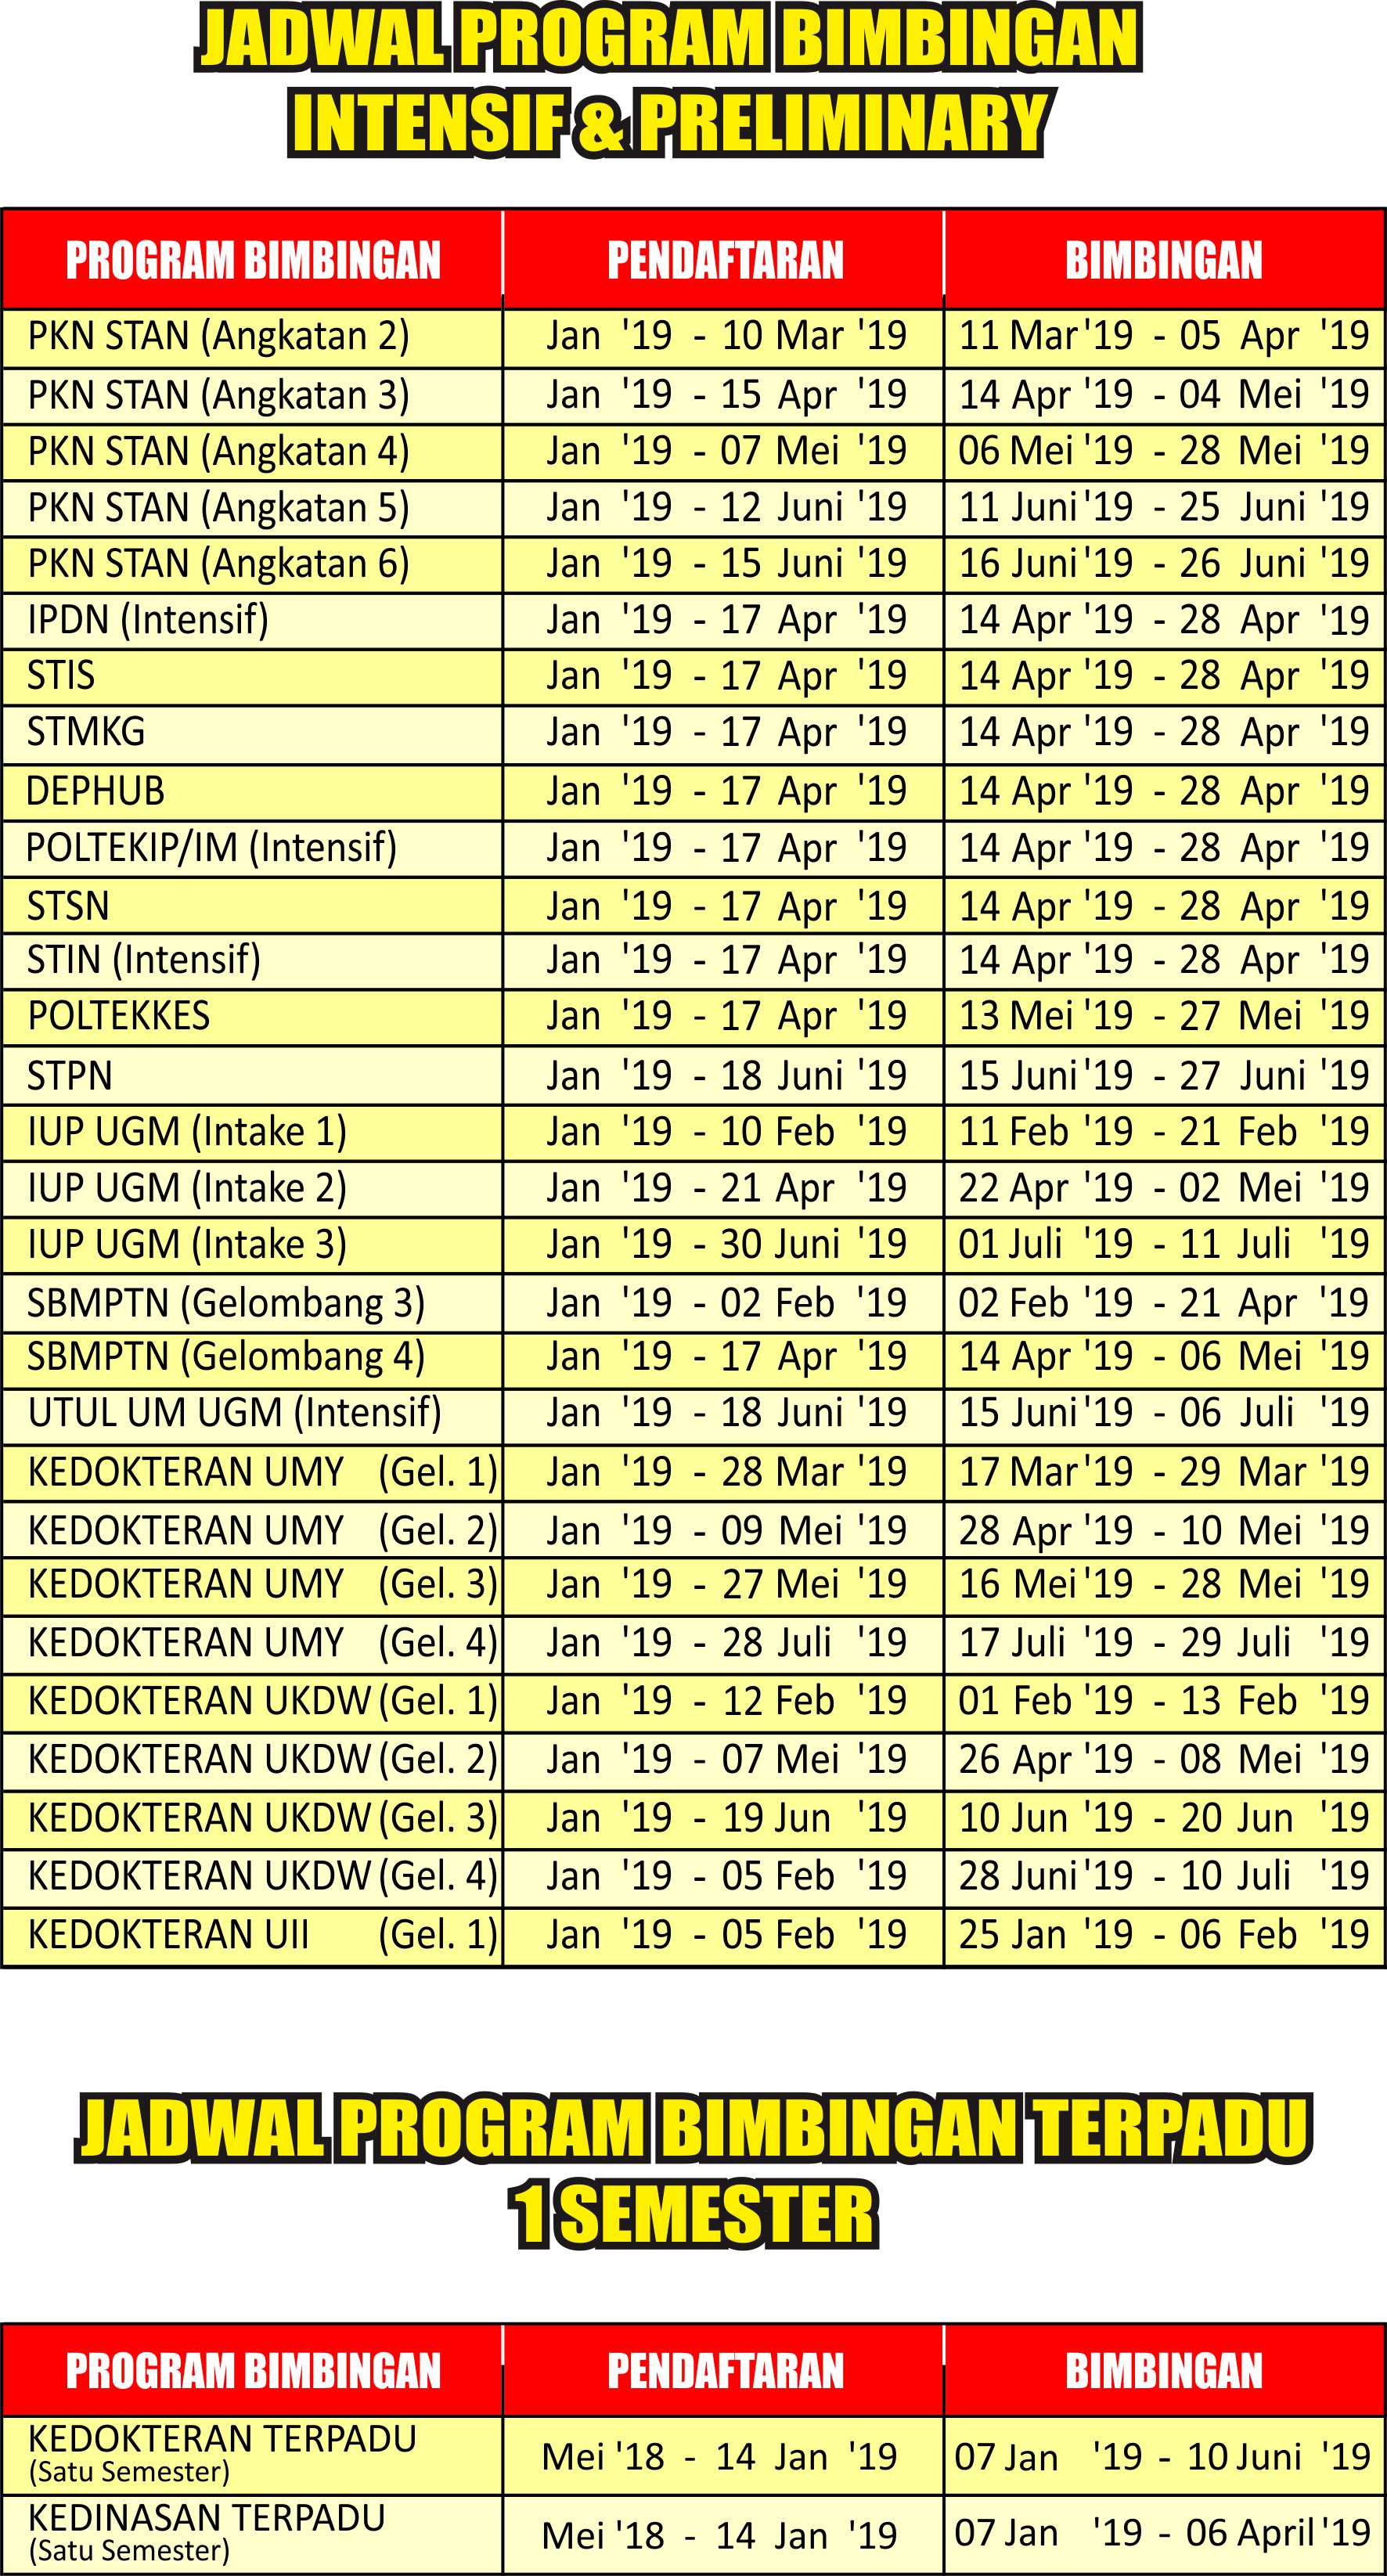 JADWAL PROGRAM BIMBINGAN
INTENSIF & PRELIMINARY
PROGRAM BIMBINGAN PENDAFTARAN BIMBINGAN
PKN STAN (Angkatan 2) Jan '19 - 10 Mar '19 11 Mar '19 - 05 Apr '19
PKN STAN (Angkatan 3) Jan '19 - 15 Apr '19 14 Apr '19 - 04 Mei '19
PKN STAN (Angkatan 4) Jan '19 - 07 Mei '19 06 Mei '19 - 28 Mei '19
PKN STAN (Angkatan 5) Jan '19 - 12 Juni '19 11 Juni '19 - 25 Juni '19
PKN STAN (Angkatan 6) Jan '19 - 15 Juni '19 16 Juni '19 - 26 Juni '19
IPDN (Intensif) Jan '19 - 17 Apr '19 14 Apr '19 - 28 Apr '19
STIS Jan '19 - 17 Apr '19 14 Apr '19 - 28 Apr '19
STMKG Jan '19 - 17 Apr '19 14 Apr '19 - 28 Apr '19
DEPHUB Jan '19 - 17 Apr '19 14 Apr '19 - 28 Apr '19
POLTEKIP/IM (Intensif) Jan '19 - 17 Apr '19 14 Apr '19 - 28 Apr '19
STSN Jan '19 - 17 Apr '19 14 Apr '19 - 28 Apr '19
STIN (Intensif) Jan '19 - 17 Apr '19 14 Apr '19 - 28 Apr '19
POLTEKKES Jan '19 - 17 Apr '19 13 Mei '19 - 27 Mei '19
STPN Jan '19 - 18 Juni '19 15 Juni '19 - 27 Juni '19
IUP UGM (Intake 1) Jan '19 - 10 Feb '19 11 Feb '19 - 21 Feb '19
IUP UGM (Intake 2) Jan '19 - 21 Apr '19 22 Apr '19 - 02 Mei '19
IUP UGM (Intake 3) Jan '19 - 30 Juni '19 01 Juli '19 - 11 Juli '19
SBMPTN (Gelombang 3) Jan '19 - 02 Feb '19 02 Feb '19 - 21 Apr '19
SBMPTN (Gelombang 4) Jan '19 - 17 Apr '19 14 Apr '19 - 06 Mei '19
UTUL UM UGM (Intensif) Jan '19 - 18 Juni '19 15 Juni '19 - 06 Juli '19
KEDOKTERAN UMY (Gel. 1) Jan '19 - 28 Mar '19 17 Mar '19 - 29 Mar '19
KEDOKTERAN UMY (Gel. 2) Jan '19 - 09 Mei '19 28 Apr '19 - 10 Mei '19
KEDOKTERAN UMY (Gel. 3) Jan '19 - 27 Mei '19 16 Mei '19 - 28 Mei '19
KEDOKTERAN UMY (Gel. 4) Jan '19 - 28 Juli '19 17 Juli '19 - 29 Juli '19
KEDOKTERAN UKDW (Gel. 1) Jan '19 - 12 Feb '19 01 Feb '19 - 13 Feb '19
KEDOKTERAN UKDW (Gel. 2) Jan '19 - 07 Mei '19 26 Apr '19 - 08 Mei '19
KEDOKTERAN UKDW (Gel. 3) Jan '19 - 19 Jun '19 10 Jun '19 - 20 Jun '19
KEDOKTERAN UKDW (Gel. 4) Jan '19 - 05 Feb '19 28 Juni '19 - 10 Juli '19
KEDOKTERAN UII (Gel. 1) Jan '19 - 05 Feb '19 25 Jan '19 - 06 Feb '19
JADWAL PROGRAM BIMBINGAN TERPADU
1 SEMESTER
PROGRAM BIMBINGAN PENDAFTARAN BIMBINGAN
KEDOKTERAN TERPADU
(Satu Semester) Mei '18 - 14 Jan '19 07 Jan '19 - 10 Juni '19
KEDINASAN TERPADU
(Satu Semester) Mei '18 - 14 Jan '19 07 Jan '19 - 06 April '19